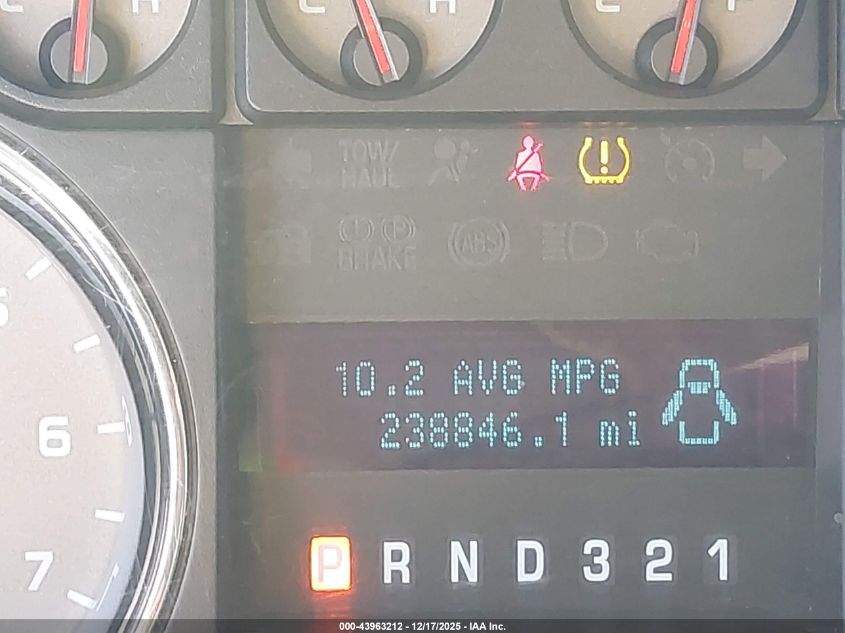 C H
C H
E F
TOW/
HAUL
BRAKE
ABS
10.2 AVG MPG
238846.1 mi
6
7
P R N D 3 2 1
000-43963212 - 12/17/2025 - IAA Inc.